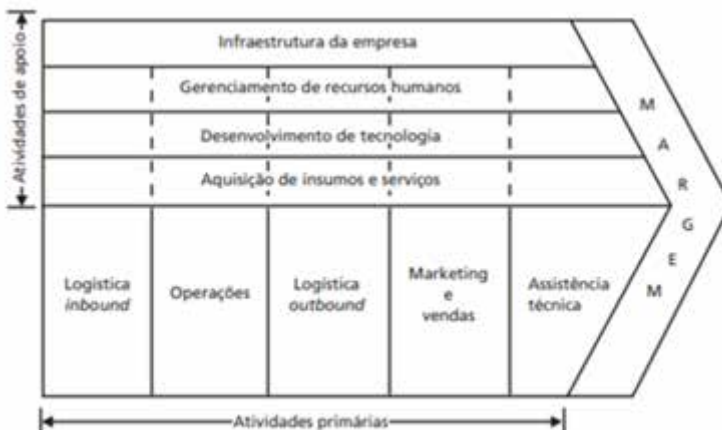 Atividades de apoio
Infraestrutura da empresa
Gerenciamento de recursos humanos
Desenvolvimento de tecnologia
Aquisição de insumos e serviços
Logística
inbound
Operações
Logística
outbound
Marketing
e
vendas
Assistência
técnica
MARGEM
Atividades primárias